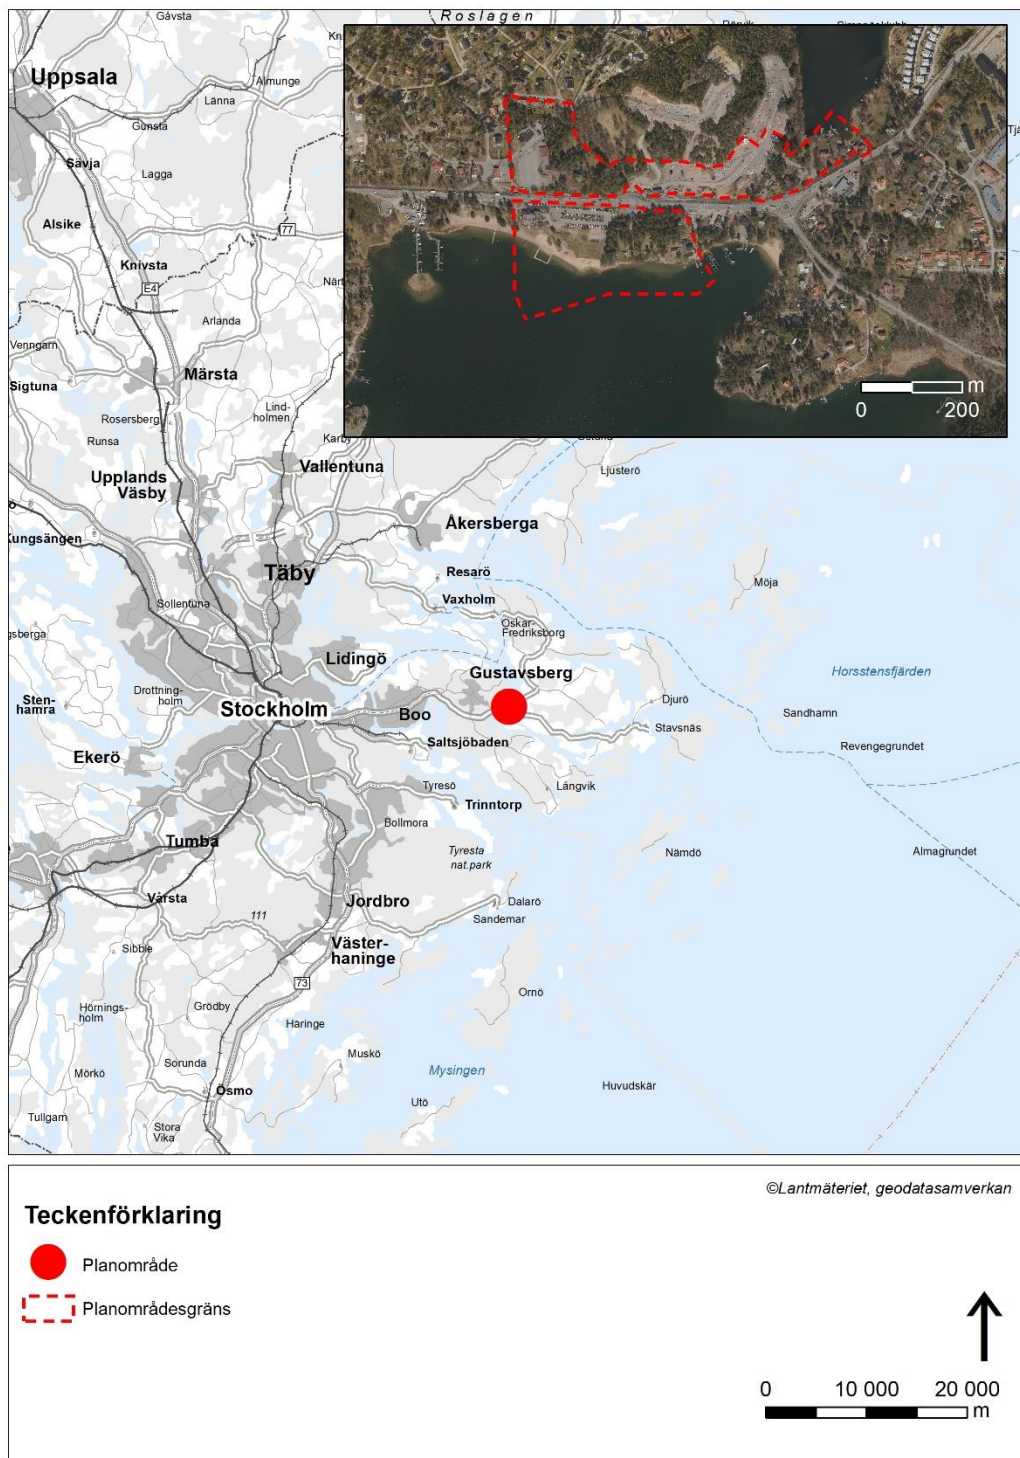 Roslagen
Gåvsta
Uppsala
Almunge
Länna
Gunsta
Sävja
Lagga
Alsike
77
Knivsta
E4
Arlanda
Venngarn
Märsta
Sigtuna
Lind-
holmen
Rosersberg
Runsa
Vallentuna
Upplands
Väsby
Ljusterö
Kungsängen
Åkersberga
Täby
Resarö
Möja
Vaxholm
Sollentuna
Oskar-
Fredriksborg
Lidingö
Gustavsberg
Horsstensfjärden
Drottning-
holm
Sten-
hamra
Stockholm
Boo
Djurö
Sandhamn
Stavsnäs
Saltsjöbaden
Revengegrundet
Ekerö
Tyresö
Långvik
Trinntorp
Bollmora
Tumba
Tyresta
nat.park
Nämdö
Almagrundet
Vårsta
Jordbro
Dalarö
111
Sandemar
Sibble
Väster-
haninge
73
Ornö
Hörnings-
holm
Grödby
Häringe
Muskö
Sorunda
Mysingen
Mörkö
Huvudskär
Ösmo
Utö
Tullgarn
Stora
Vika
m
0 200
©Lantmäteriet, geodatasamverkan
Teckenförklaring
Planområde
Planområdesgräns
0 10 000 20 000
m